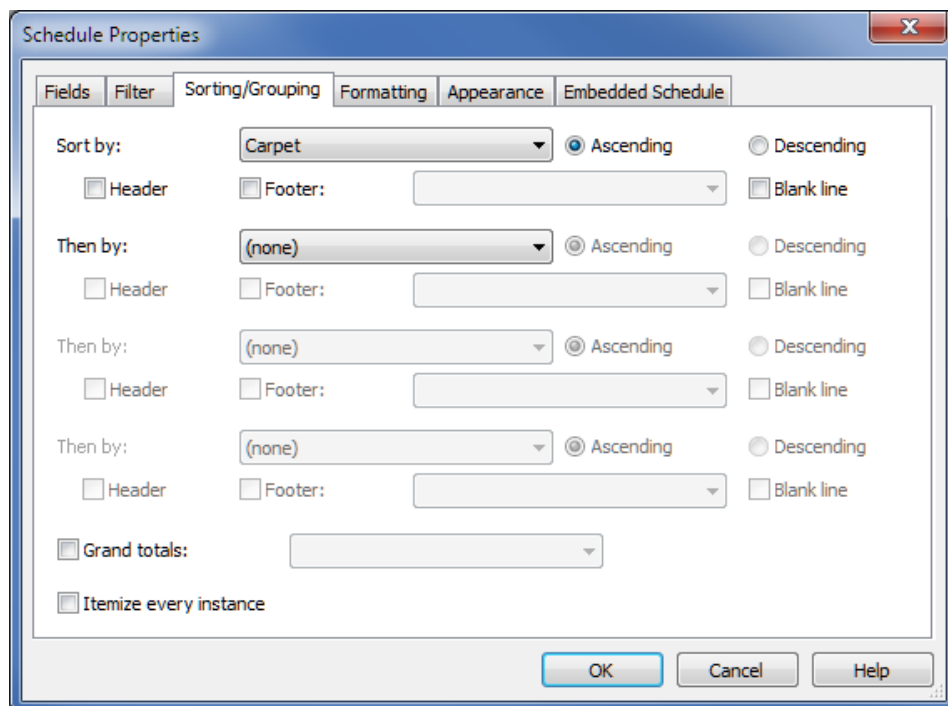 Schedule Properties
Fields Filter Sorting/Grouping Formatting Appearance Embedded Schedule
Sort by: Carpet Ascending Descending
Header Footer: Blank line
Then by: (none) Ascending Descending
Header Footer: Blank line
Then by: (none) Ascending Descending
Header Footer: Blank line
Then by: (none) Ascending Descending
Header Footer: Blank line
Grand totals:
Itemize every instance
OK Cancel Help